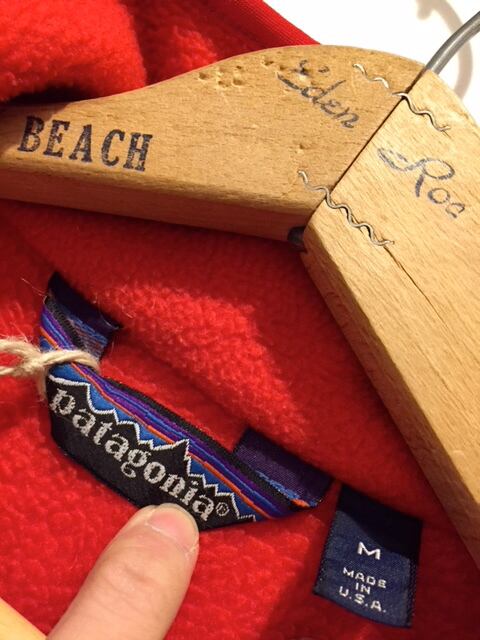 BEACH
Eden
Roc
patagonia®
M
MADE
IN
U.S.A.